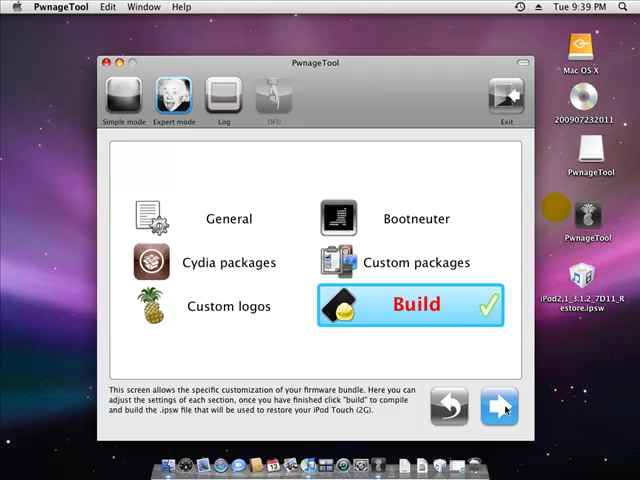 PwnageTool Edit Window Help
Tue 9:39 PM
PwnageTool
Simple mode
Expert mode
Log
DFU
Exit
General
Bootneuter
Cydia packages
Custom packages
Custom logos
Build
This screen allows the specific customization of your firmware bundle. Here you can
adjust the settings of each section, once you have finished click "build" to compile
and build the .ipsw file that will be used to restore your iPod Touch (2G).
Mac OS X
200907232011
PwnageTool
PwnageTool
iPod2,1_3.1.2_7D11_R
estore.ipsw